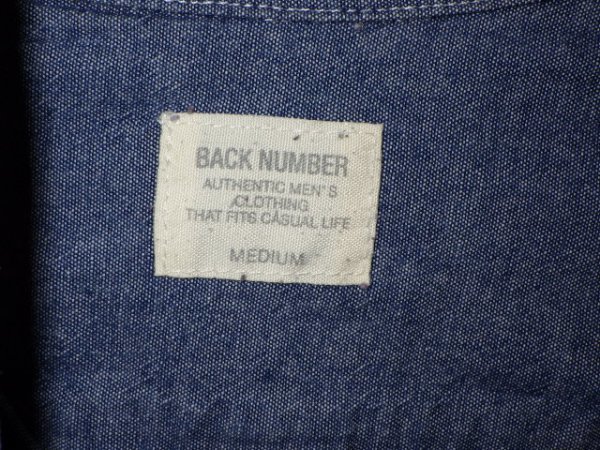 BACK NUMBER
AUTHENTIC MEN'S
CLOTHING
THAT FITS CASUAL LIFE
MEDIUM